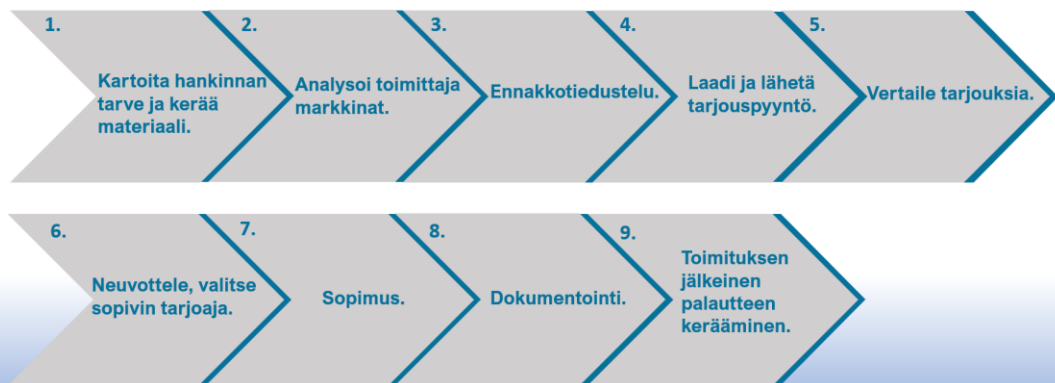 1.
Kartoita hankinnan
tarve ja kerää
materiaali.
2.
Analysoi toimittaja
markkinat.
3.
Ennakkotiedustelu.
4.
Laadi ja lähetä
tarjouspyyntö.
5.
Vertaile tarjouksia.
6.
Neuvottele, valitse
sopivin tarjoaja.
7.
Sopimus.
8.
Dokumentointi.
9.
Toimituksen
jälkeinen
palautteen
kerääminen.